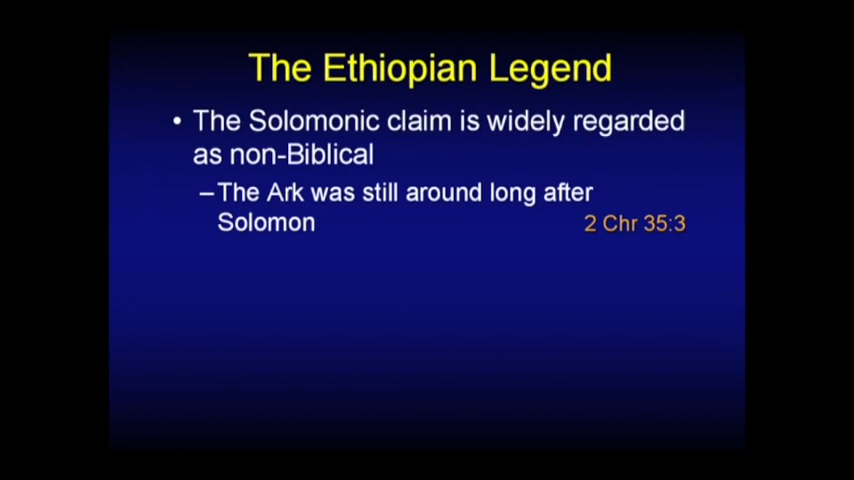 The Ethiopian Legend
• The Solomonic claim is widely regarded
as non-Biblical
–The Ark was still around long after
Solomon 2 Chr 35:3